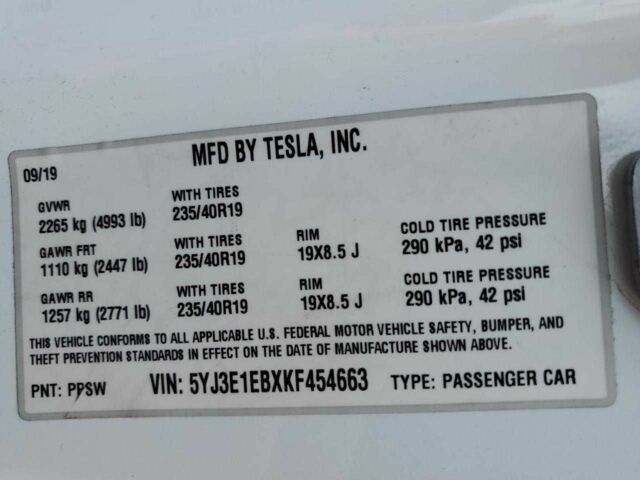 MFD BY TESLA, INC.
09/19
GVWR WITH TIRES
2265 kg (4993 lb) 235/40R19
GAWR FRT WITH TIRES RIM COLD TIRE PRESSURE
1110 kg (2447 lb) 235/40R19 19X8.5 J 290 kPa, 42 psi
GAWR RR WITH TIRES RIM COLD TIRE PRESSURE
1257 kg (2771 lb) 235/40R19 19X8.5 J 290 kPa, 42 psi
THIS VEHICLE CONFORMS TO ALL APPLICABLE U.S. FEDERAL MOTOR VEHICLE SAFETY, BUMPER, AND
THEFT PREVENTION STANDARDS IN EFFECT ON THE DATE OF MANUFACTURE SHOWN ABOVE.
PNT: PPSW VIN: 5YJ3E1EBXKF454663 TYPE: PASSENGER CAR